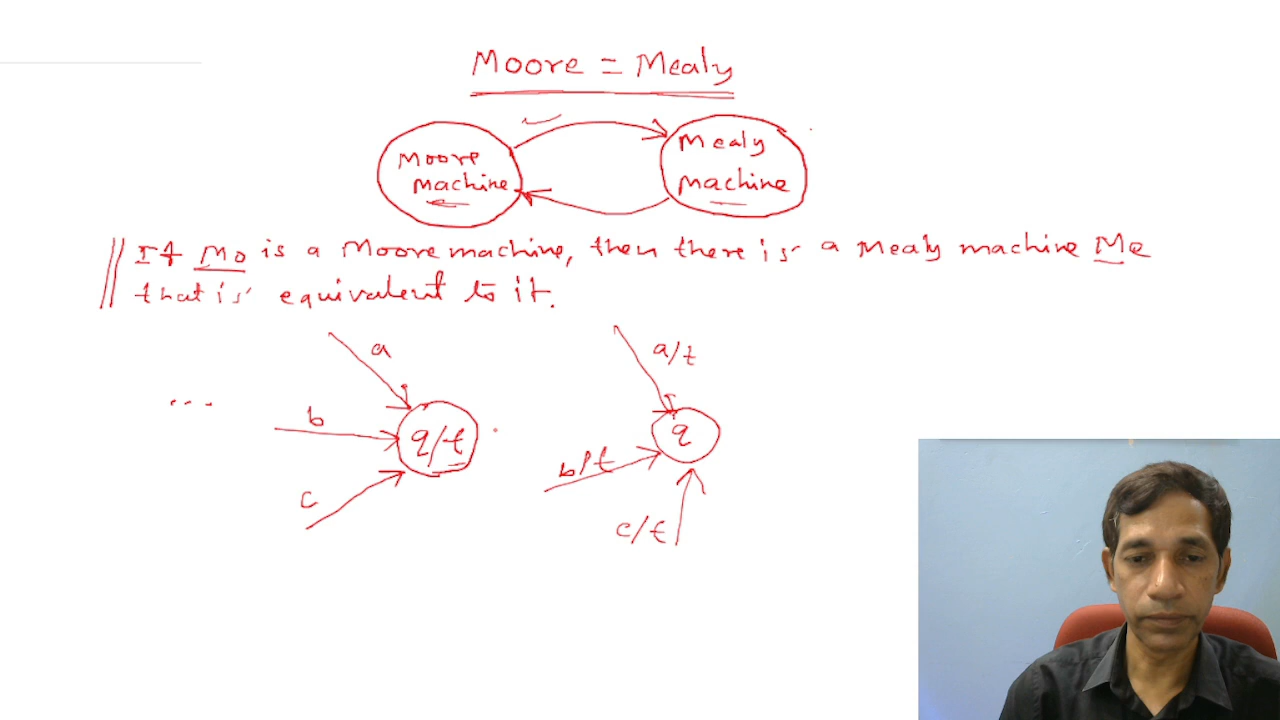 Moore = Mealy
Moore machine
Mealy machine
If Mo is a Moore machine, then there is a Mealy machine Me
that is equivalent to it.
a
a/t
...
b
q/t
q
b/t
c
c/t